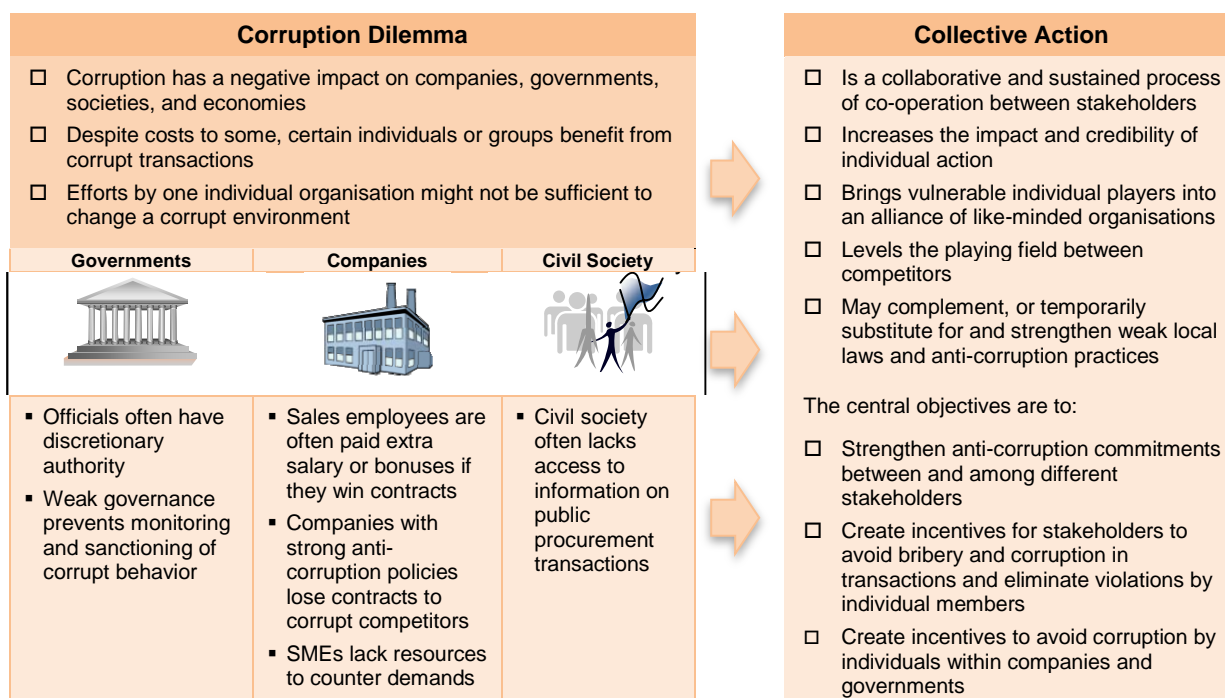 Corruption Dilemma
☐ Corruption has a negative impact on companies, governments,
societies, and economies
☐ Despite costs to some, certain individuals or groups benefit from
corrupt transactions
☐ Efforts by one individual organisation might not be sufficient to
change a corrupt environment
Governments
Companies
Civil Society
▪ Officials often have
discretionary
authority
▪ Weak governance
prevents monitoring
and sanctioning of
corrupt behavior
▪ Sales employees are
often paid extra
salary or bonuses if
they win contracts
▪ Companies with
strong anti-
corruption policies
lose contracts to
corrupt competitors
▪ SMEs lack resources
to counter demands
▪ Civil society
often lacks
access to
information on
public
procurement
transactions
Collective Action
☐ Is a collaborative and sustained process
of co-operation between stakeholders
☐ Increases the impact and credibility of
individual action
☐ Brings vulnerable individual players into
an alliance of like-minded organisations
☐ Levels the playing field between
competitors
☐ May complement, or temporarily
substitute for and strengthen weak local
laws and anti-corruption practices
The central objectives are to:
☐ Strengthen anti-corruption commitments
between and among different
stakeholders
☐ Create incentives for stakeholders to
avoid bribery and corruption in
transactions and eliminate violations by
individual members
☐ Create incentives to avoid corruption by
individuals within companies and
governments